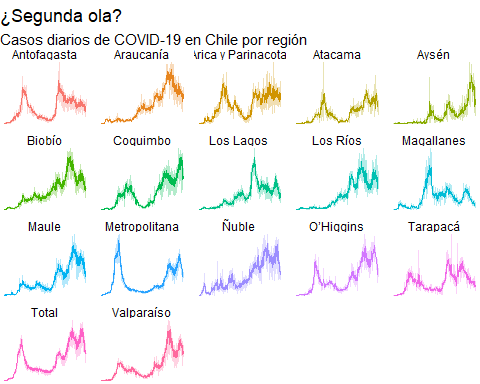 ¿Segunda ola?
Casos diarios de COVID-19 en Chile por región
Antofagasta Araucanía Arica y Parinacota Atacama Aysén
Biobío Coquimbo Los Lagos Los Ríos Magallanes
Maule Metropolitana Ñuble O'Higgins Tarapacá
Total Valparaíso